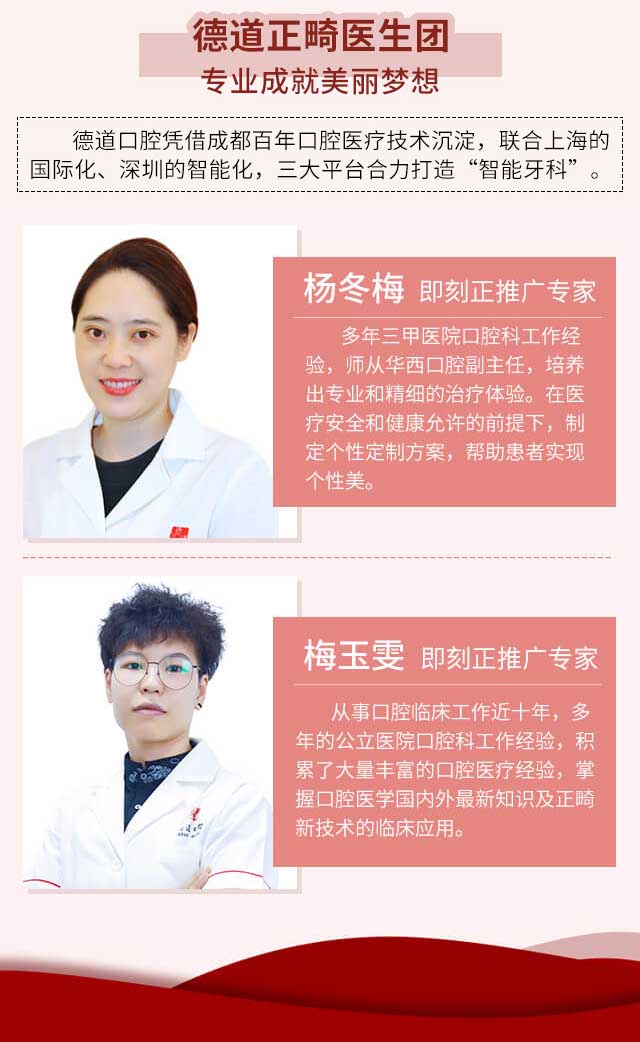 德道正畸医生团
专业成就美丽梦想
德道口腔凭借成都百年口腔医疗技术沉淀，联合上海的
国际化、深圳的智能化，三大平台合力打造“智能牙科”。
杨冬梅 即刻正推广专家
多年三甲医院口腔科工作经
验，师从华西口腔副主任，培养
出专业和精细的治疗体验。在医
疗安全和健康允许的前提下，制
定个性定制方案，帮助患者实现
个性美。
梅玉雯 即刻正推广专家
从事口腔临床工作近十年，多
年的公立医院口腔科工作经验，积
累了大量丰富的口腔医疗经验，掌
握口腔医学国内外最新知识及正畸
新技术的临床应用。